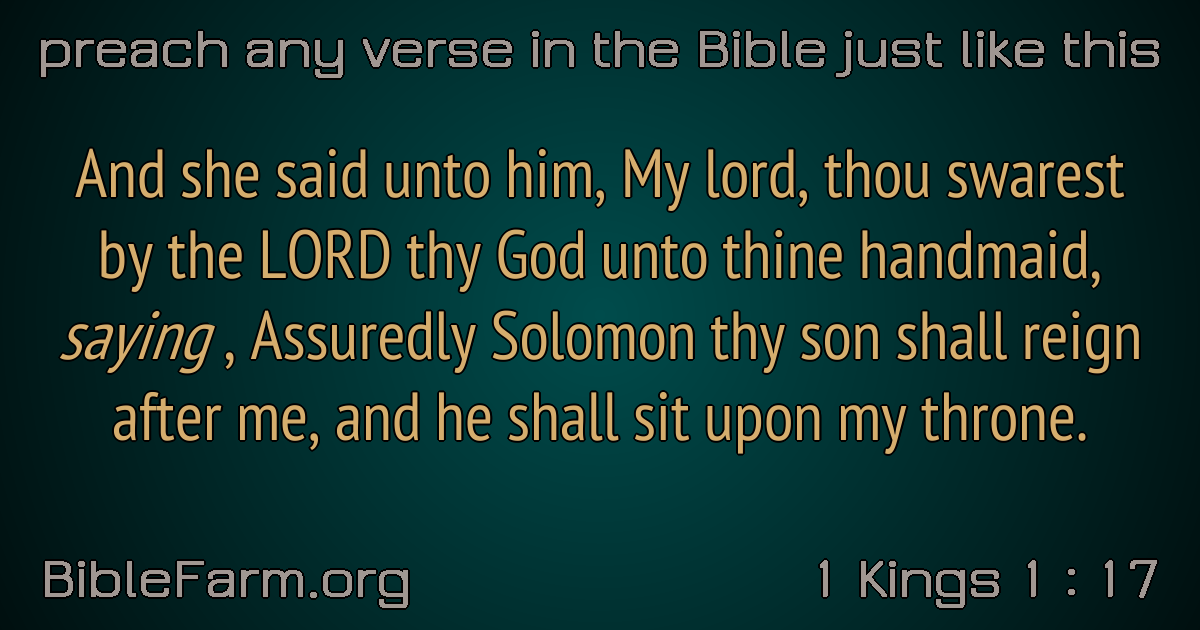 preach any verse in the Bible just like this
And she said unto him, My lord, thou swarest
by the LORD thy God unto thine handmaid,
saying , Assuredly Solomon thy son shall reign
after me, and he shall sit upon my throne.
BibleFarm.org
1 Kings 1 : 17